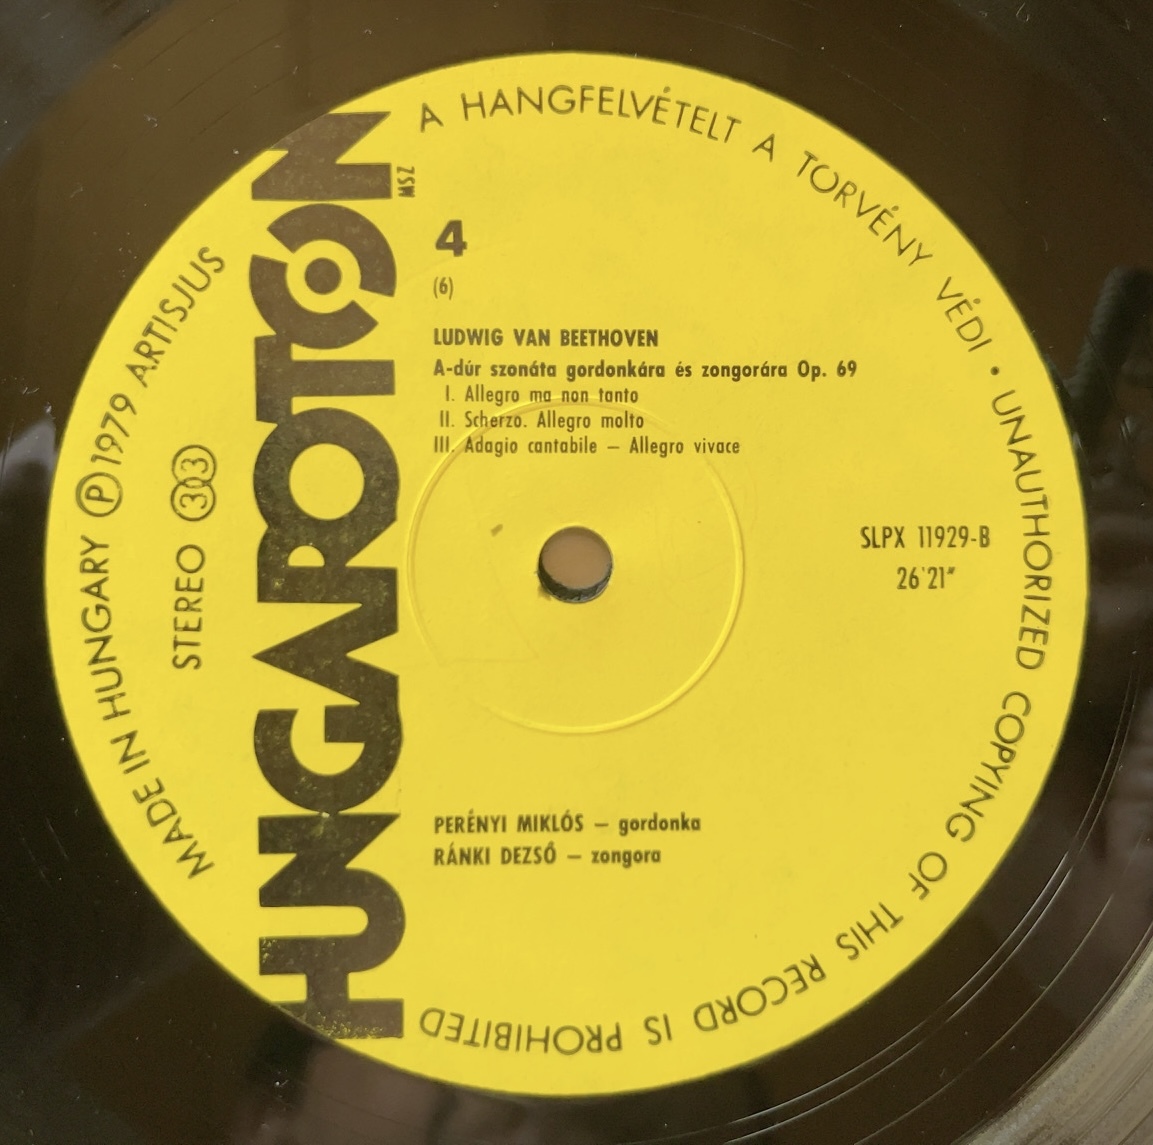 HUNGAROTON
MSZ
A HANGFELVÉTELT A TÖRVÉNY VÉDI • UNAUTHORIZED COPYING OF THIS RECORD IS PROHIBITED
MADE IN HUNGARY Ⓟ 1979 ARTISJUS
STEREO 33
4
(6)
LUDWIG VAN BEETHOVEN
A-dúr szonáta gordonkára és zongorára Op. 69
I. Allegro ma non tanto
II. Scherzo. Allegro molto
III. Adagio cantabile — Allegro vivace
SLPX 11929-B
26'21"
PERÉNYI MIKLÓS — gordonka
RÁNKI DEZSŐ — zongora